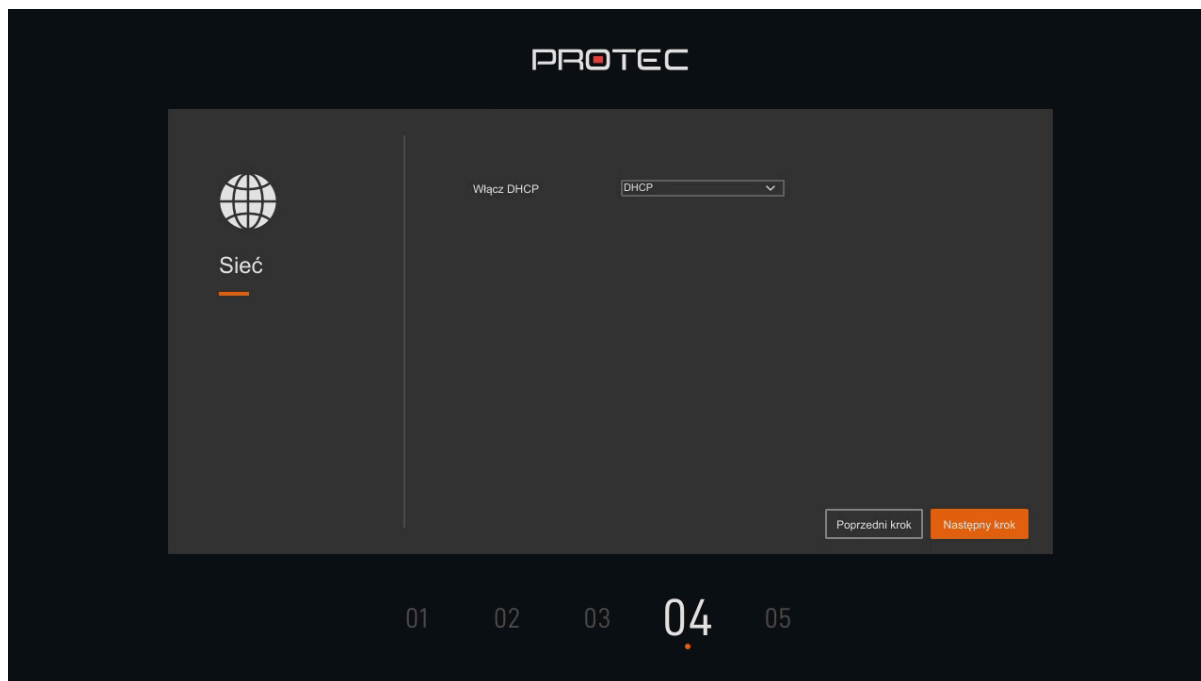 PROTEC
Włącz DHCP DHCP
Sieć
Poprzedni krok Następny krok
01 02 03 04 05